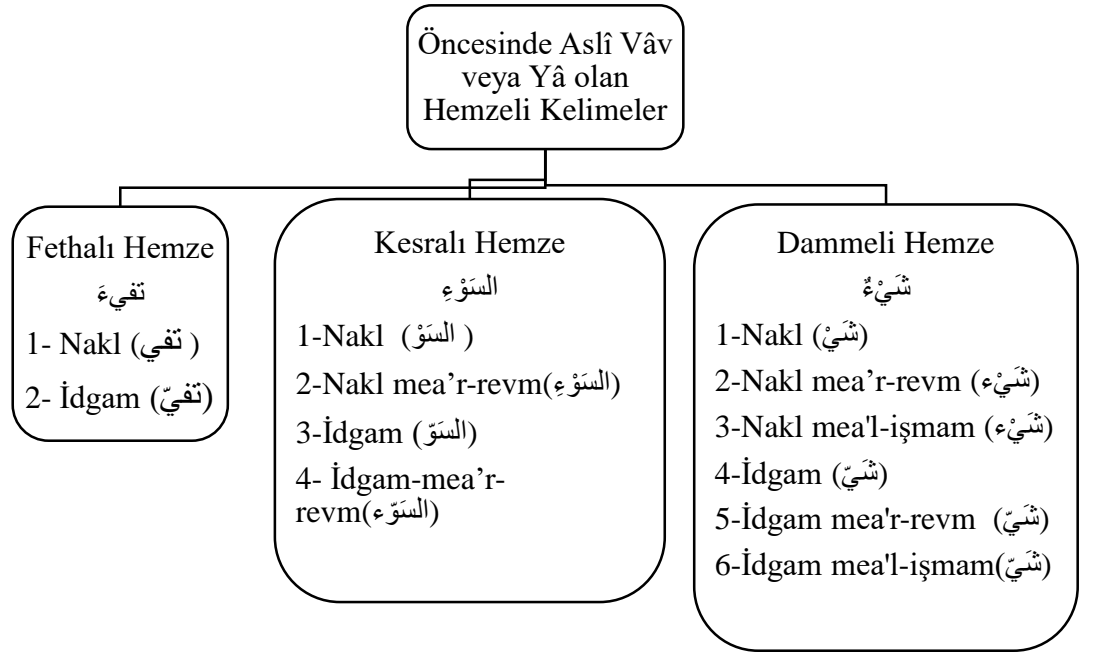 Öncesinde Aslî Vâv
veya Yâ olan
Hemzeli Kelimeler
Fethalı Hemze
تفيءَ
1- Nakl (تفي )
2- İdgam (تفيّ)
Kesralı Hemze
السَوْءِ
1-Nakl (السَوْ )
2-Nakl mea’r-revm(السَوْءِ)
3-İdgam (السَوّ)
4- İdgam-mea’r-
revm(السَوّء)
Dammeli Hemze
شَيْءٌ
1-Nakl (شَيْ)
2-Nakl mea’r-revm (شَيْء)
3-Nakl mea'l-işmam (شَيْء)
4-İdgam (شَيّ)
5-İdgam mea'r-revm (شَيّ)
6-İdgam mea'l-işmam(شَيّ)